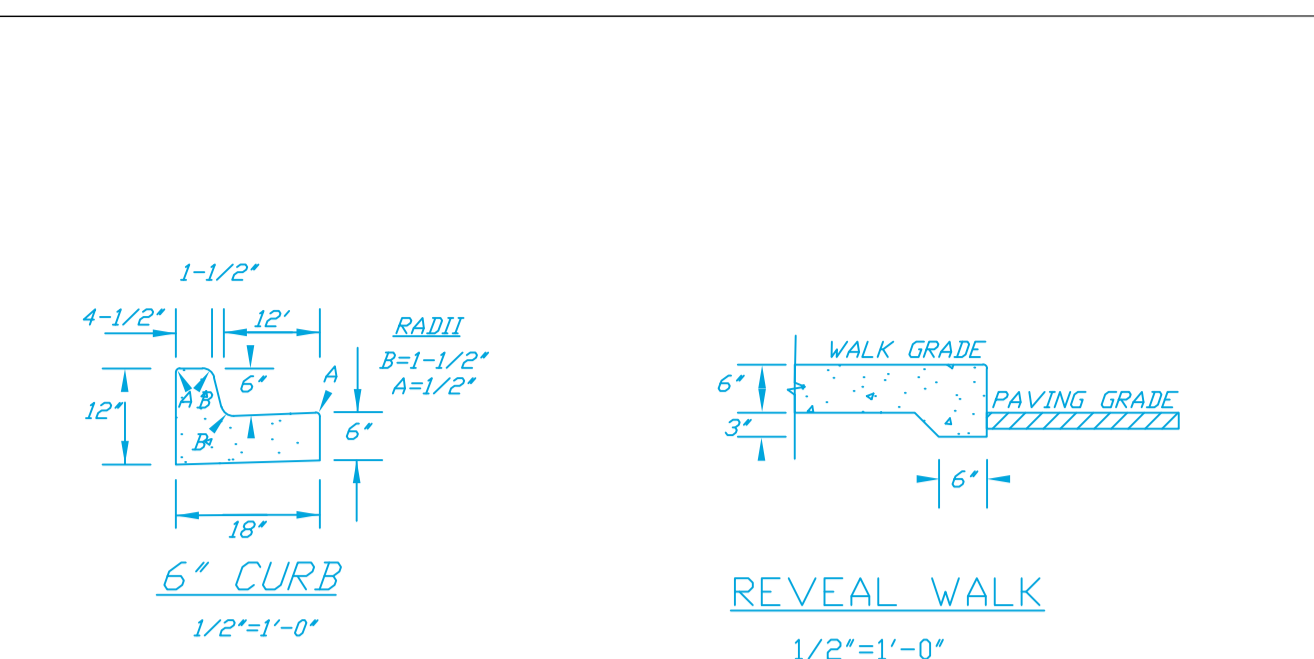 1-1/2"
4-1/2"
12'
RADII
B=1-1/2"
A=1/2"
A
6"
A B
12"
B
6"
18"
6" CURB
1/2"=1'-0"
WALK GRADE
6"
PAVING GRADE
3"
6"
REVEAL WALK
1/2"=1'-0"